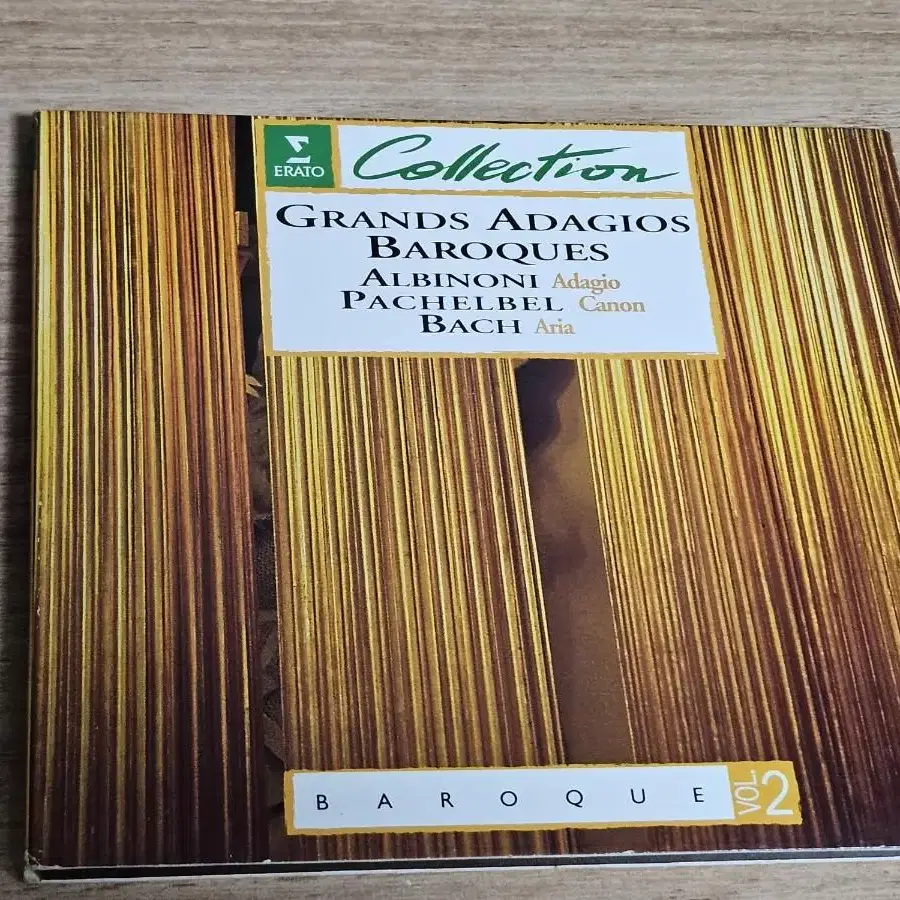 ERATO
Collection
GRANDS ADAGIOS
BAROQUES
ALBINONI Adagio
PACHELBEL Canon
BACH Aria
BAROQUE VOL. 2